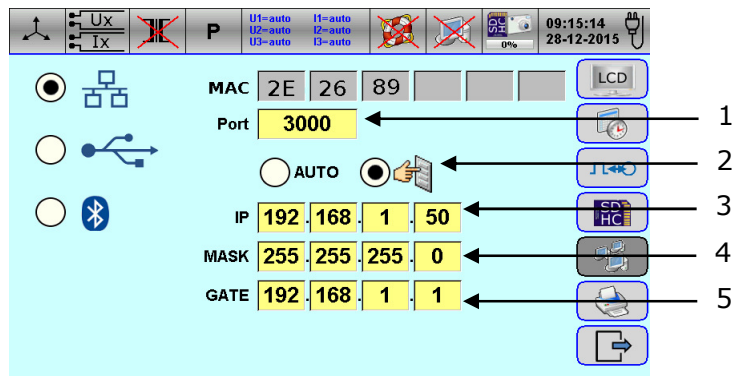 Ux
Ix
P
U1=auto I1=auto
U2=auto I2=auto
U3=auto I3=auto
SD
HC
0%
09:15:14
28-12-2015
MAC 2E 26 89
LCD
Port 3000
1
AUTO
2
IP 192.168.1.50
SD
HC
3
MASK 255.255.255.0
4
GATE 192.168.1.1
5